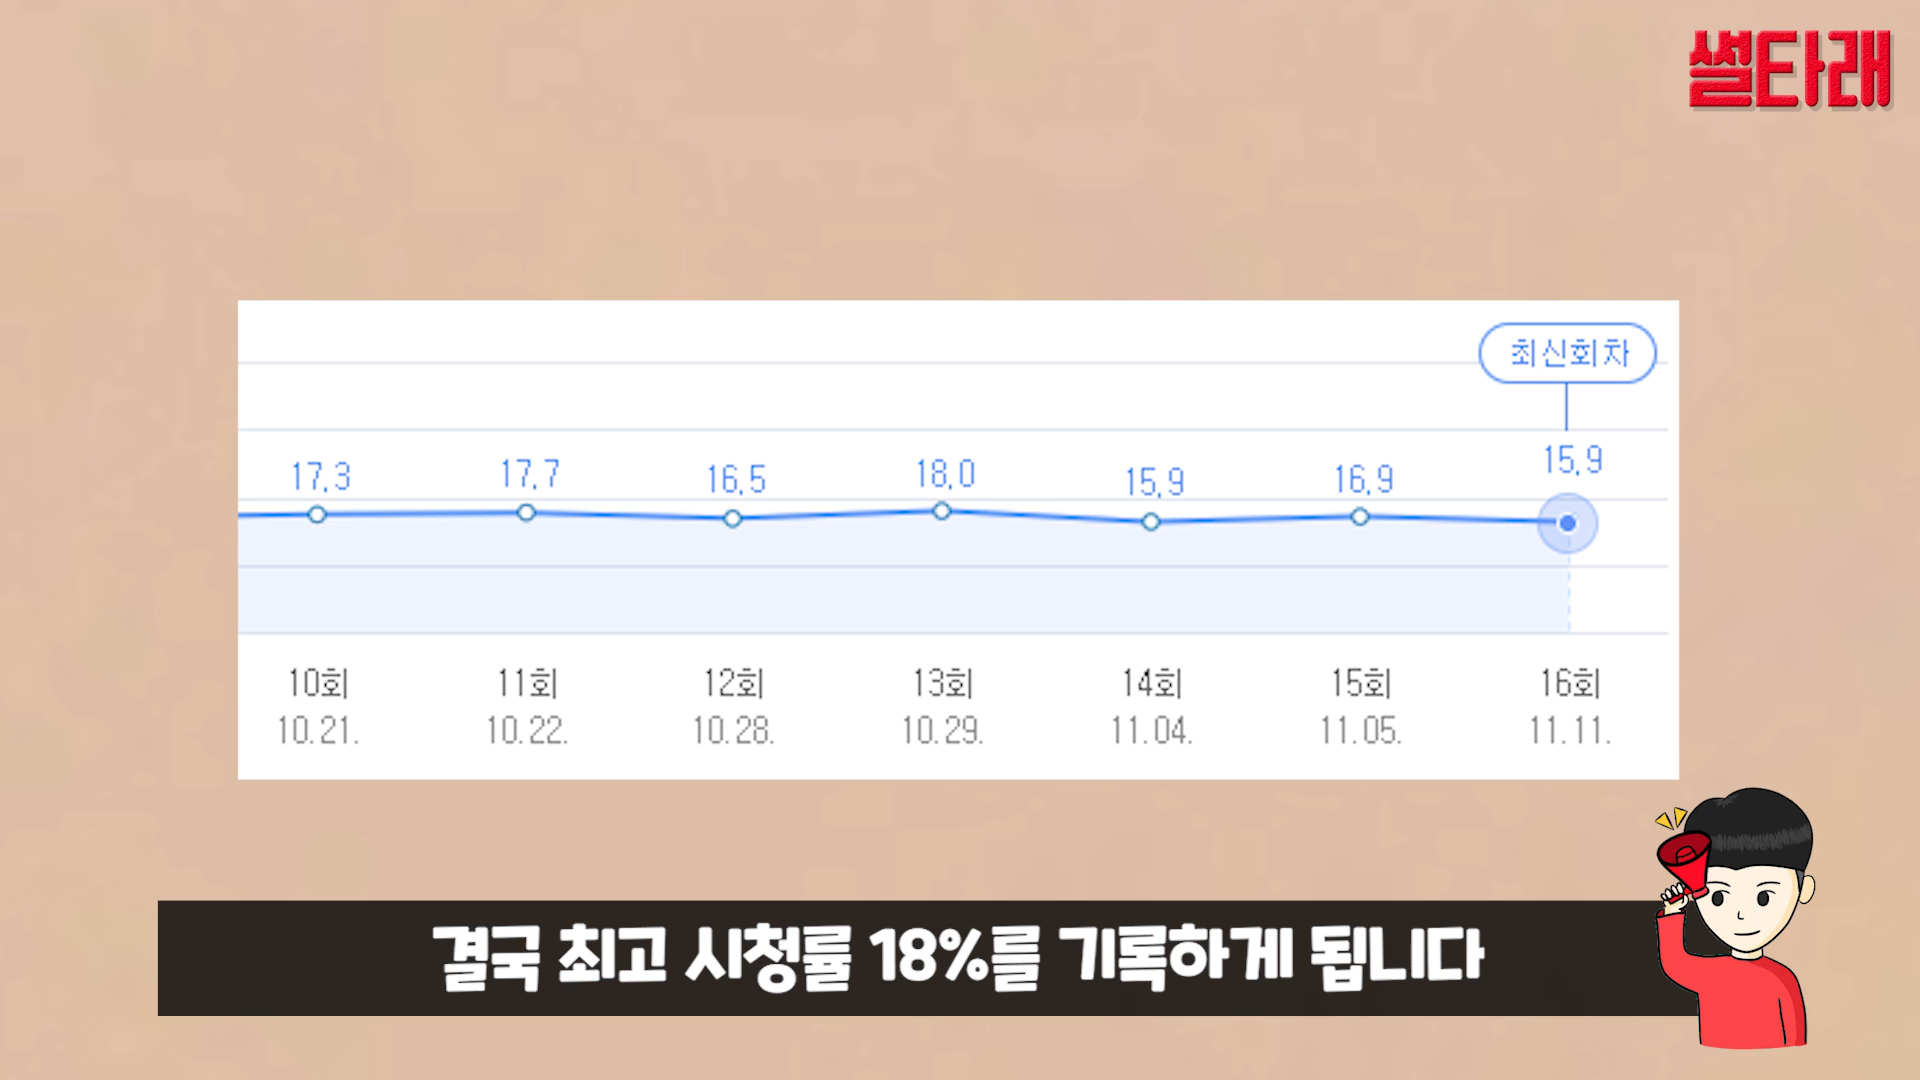 썰타래
최신회차
17.3 17.7 16.5 18.0 15.9 16.9 15.9
10회 11회 12회 13회 14회 15회 16회
10.21. 10.22. 10.28. 10.29. 11.04. 11.05. 11.11.
결국 최고 시청률 18%를 기록하게 됩니다